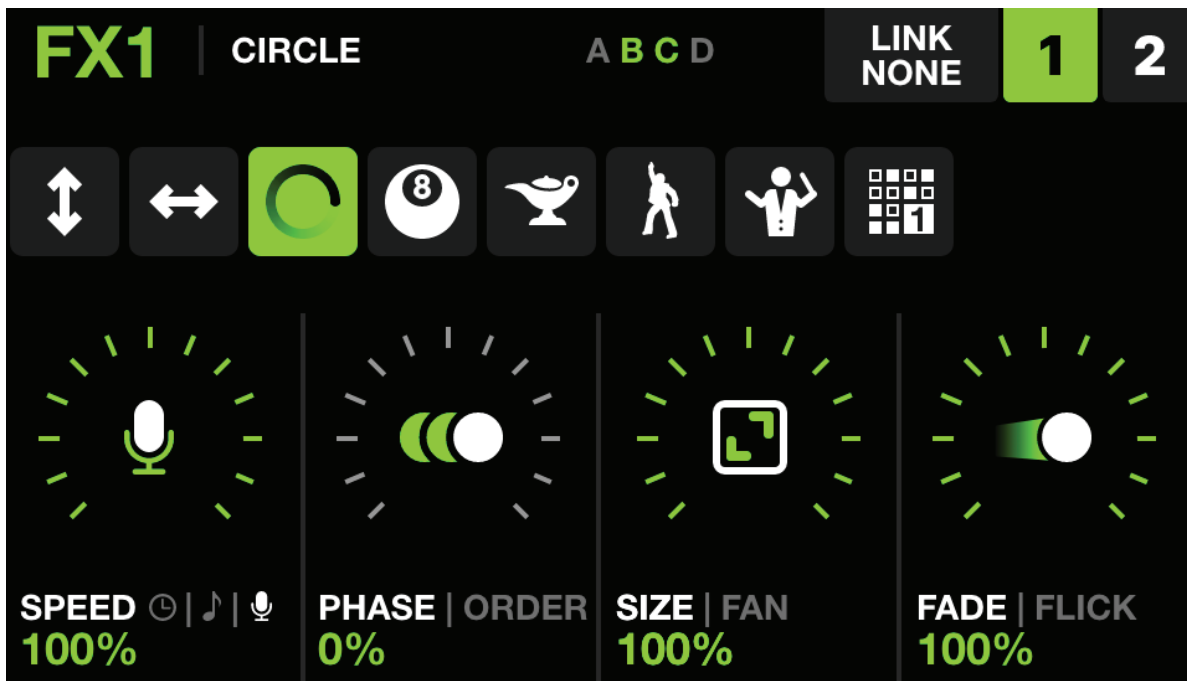 FX1 | CIRCLE
A B C D
LINK
NONE
1
2
8
1
SPEED | |
100%
PHASE | ORDER
0%
SIZE | FAN
100%
FADE | FLICK
100%